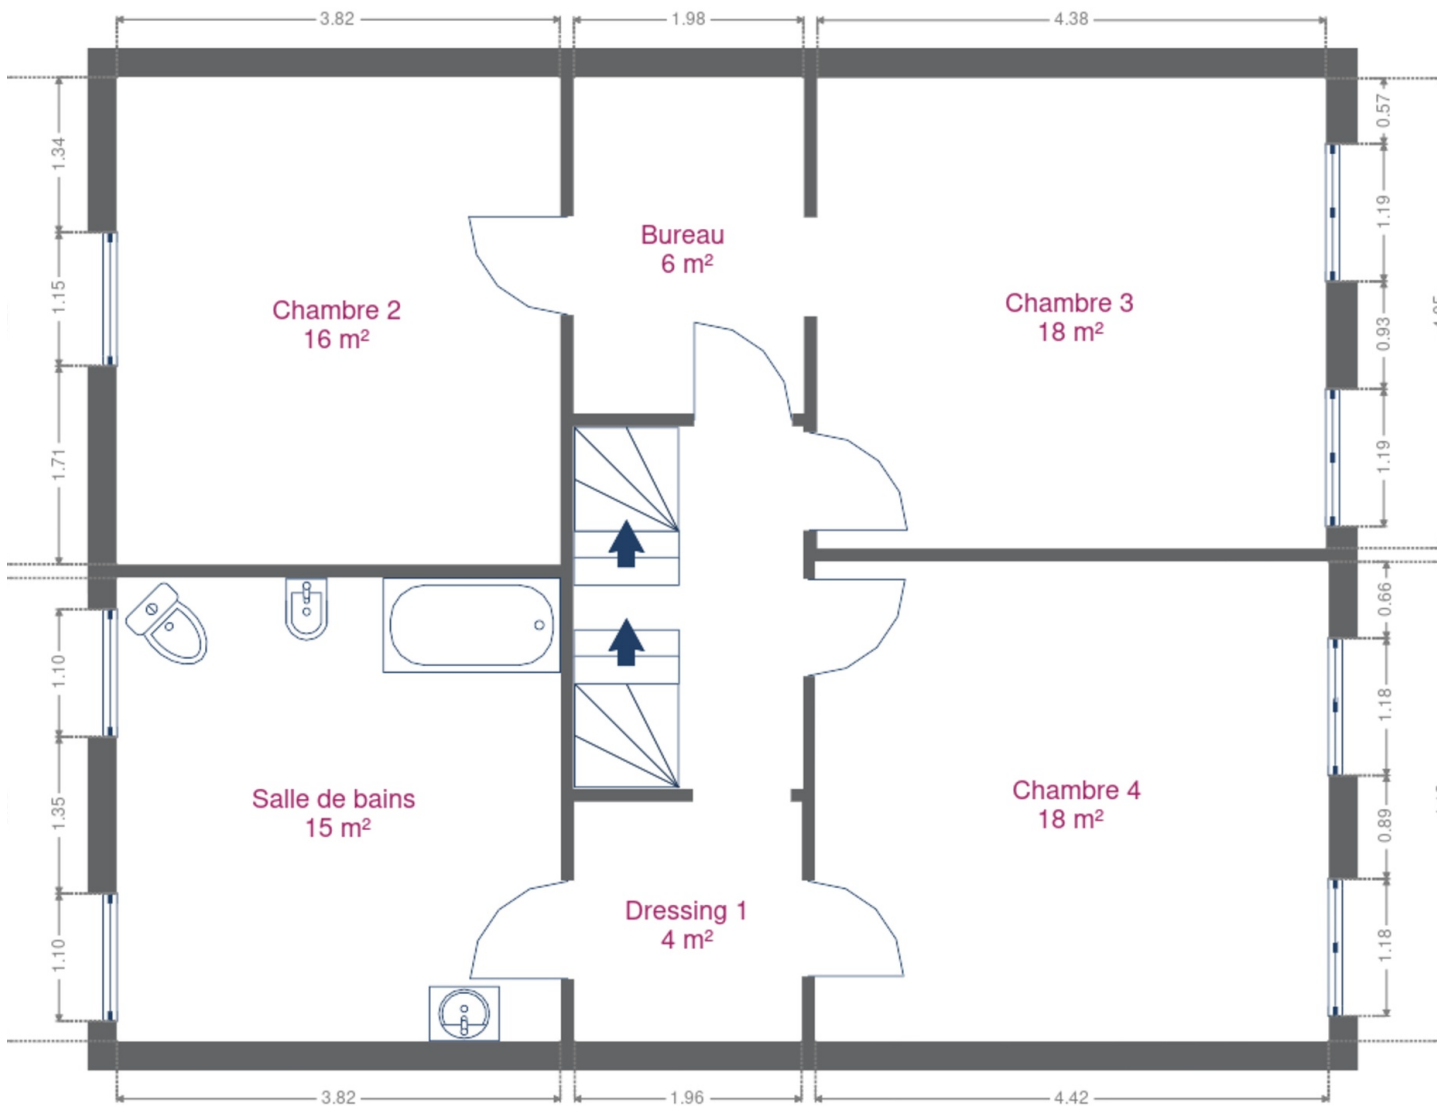 3.82
1.98
4.38
1.34
1.15
1.71
1.10
1.35
1.10
0.57
1.19
0.93
1.19
0.66
1.18
0.89
1.18
Bureau
6 m²
Chambre 2
16 m²
Chambre 3
18 m²
Salle de bains
15 m²
Chambre 4
18 m²
Dressing 1
4 m²
3.82
1.96
4.42